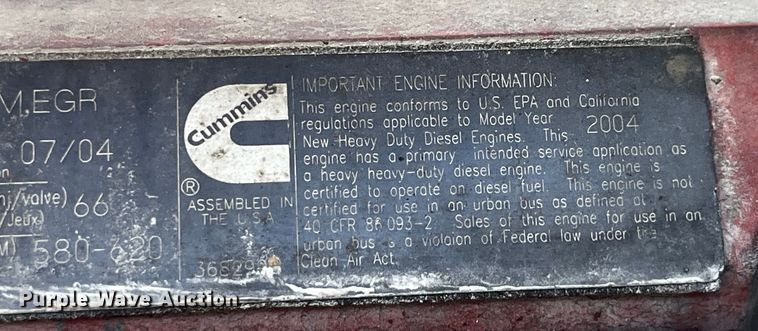 M,EGR
07/04
on
nj/valve) 66
/Jeux)
M) 580-620
Cummins
®
ASSEMBLED IN
THE U.S.A
IMPORTANT ENGINE INFORMATION:
This engine conforms to U.S. EPA and California
regulations applicable to Model Year 2004
New Heavy Duty Diesel Engines. This
engine has a primary intended service application as
a heavy heavy-duty diesel engine. This engine is
certified to operate on diesel fuel. This engine is not
certified for use in an urban bus as defined at
40 CFR 86 093-2. Sales of this engine for use in an
urban bus is a violaion of Federal law under the
Clean Air Act.
Purple Wave Auction